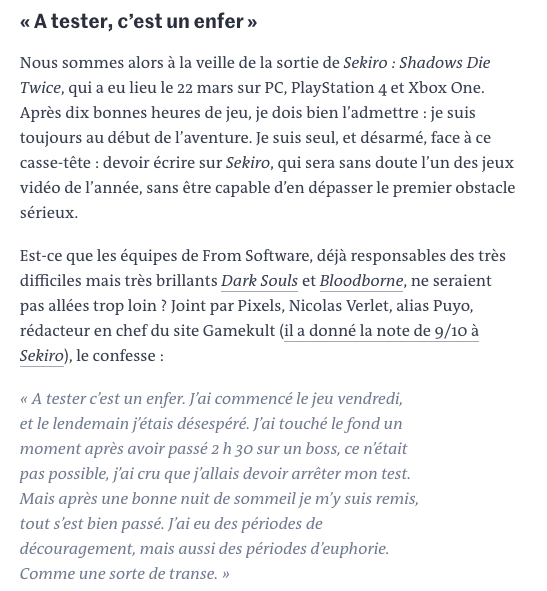 « A tester, c’est un enfer »
Nous sommes alors à la veille de la sortie de Sekiro : Shadows Die
Twice, qui a eu lieu le 22 mars sur PC, PlayStation 4 et Xbox One.
Après dix bonnes heures de jeu, je dois bien l’admettre : je suis
toujours au début de l’aventure. Je suis seul, et désarmé, face à ce
casse-tête : devoir écrire sur Sekiro, qui sera sans doute l’un des jeux
vidéo de l’année, sans être capable d’en dépasser le premier obstacle
sérieux.
Est-ce que les équipes de From Software, déjà responsables des très
difficiles mais très brillants Dark Souls et Bloodborne, ne seraient
pas allées trop loin ? Joint par Pixels, Nicolas Verlet, alias Puyo,
rédacteur en chef du site Gamekult (il a donné la note de 9/10 à
Sekiro), le confesse :
« A tester c’est un enfer. J’ai commencé le jeu vendredi,
et le lendemain j’étais désespéré. J’ai touché le fond un
moment après avoir passé 2 h 30 sur un boss, ce n’était
pas possible, j’ai cru que j’allais devoir arrêter mon test.
Mais après une bonne nuit de sommeil je m’y suis remis,
tout s’est bien passé. J’ai eu des périodes de
découragement, mais aussi des périodes d’euphorie.
Comme une sorte de transe. »